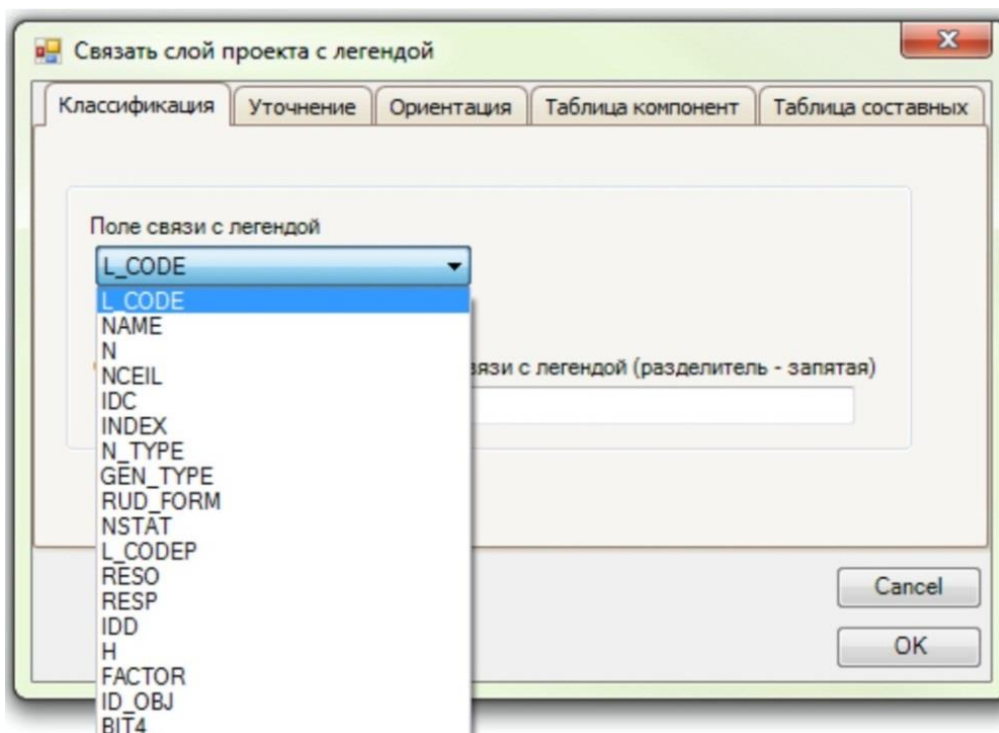 Связать слой проекта с легендой
Классификация
Уточнение
Ориентация
Таблица компонент
Таблица составных
Поле связи с легендой
L_CODE
L_CODE
NAME
N
NCEIL
IDC
INDEX
N_TYPE
GEN_TYPE
RUD_FORM
NSTAT
L_CODEP
RESO
RESP
IDD
H
FACTOR
ID_OBJ
BIT4
с легендой (разделитель - запятая)
Cancel
OK